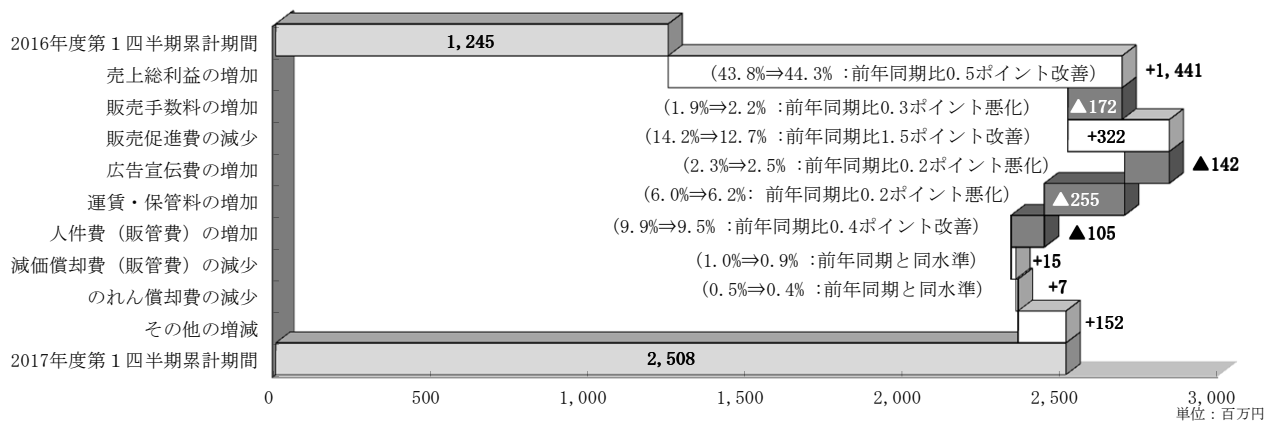 2016年度第１四半期累計期間 1,245
売上総利益の増加 (43.8%⇒44.3% :前年同期比0.5ポイント改善) +1,441
販売手数料の増加 (1.9%⇒2.2% :前年同期比0.3ポイント悪化) △172
販売促進費の減少 (14.2%⇒12.7% :前年同期比1.5ポイント改善) +322
広告宣伝費の増加 (2.3%⇒2.5% :前年同期比0.2ポイント悪化) ▲142
運賃・保管料の増加 (6.0%⇒6.2%: 前年同期比0.2ポイント悪化) △255
人件費（販管費）の増加 (9.9%⇒9.5% :前年同期比0.4ポイント改善) ▲105
減価償却費（販管費）の減少 (1.0%⇒0.9% :前年同期と同水準) +15
のれん償却費の減少 (0.5%⇒0.4% :前年同期と同水準) +7
その他の増減 +152
2017年度第１四半期累計期間 2,508
0 500 1,000 1,500 2,000 2,500 3,000
単位：百万円